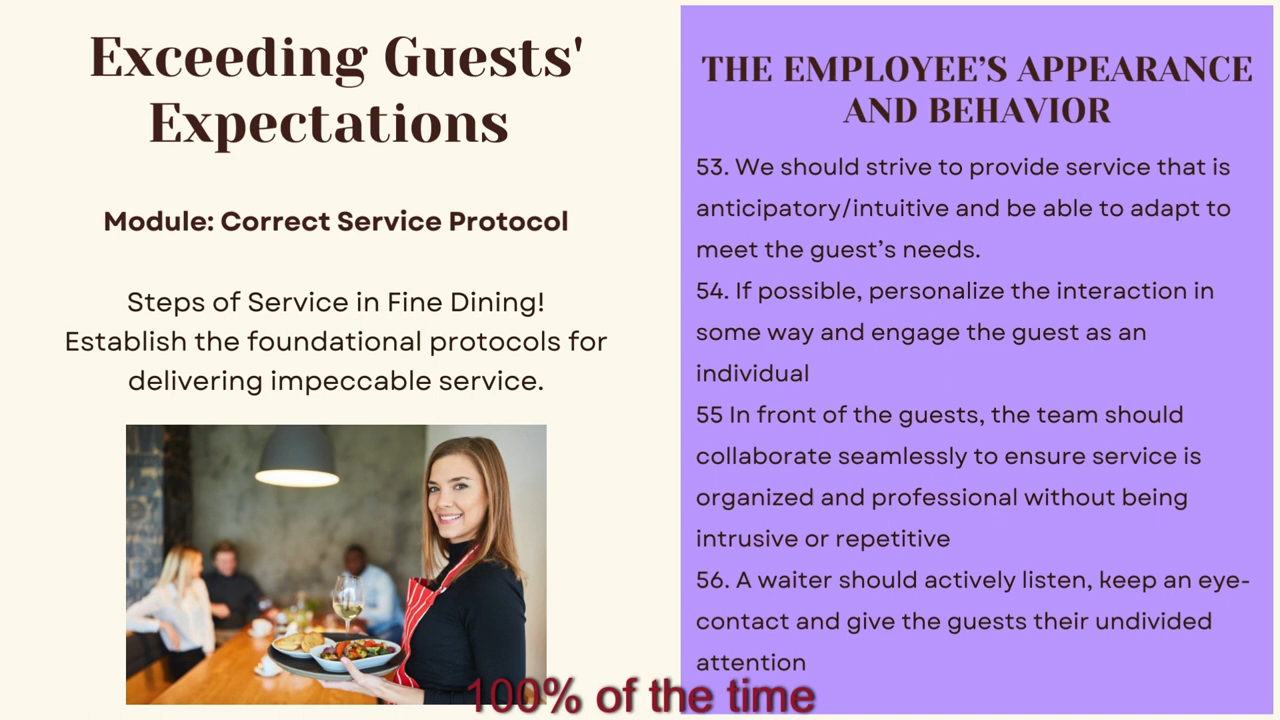 Exceeding Guests'
Expectations
Module: Correct Service Protocol
Steps of Service in Fine Dining!
Establish the foundational protocols for
delivering impeccable service.
THE EMPLOYEE'S APPEARANCE
AND BEHAVIOR
53. We should strive to provide service that is
anticipatory/intuitive and be able to adapt to
meet the guest's needs.
54. If possible, personalize the interaction in
some way and engage the guest as an
individual
55 In front of the guests, the team should
collaborate seamlessly to ensure service is
organized and professional without being
intrusive or repetitive
56. A waiter should actively listen, keep an eye-
contact and give the guests their undivided
attention
100% of the time